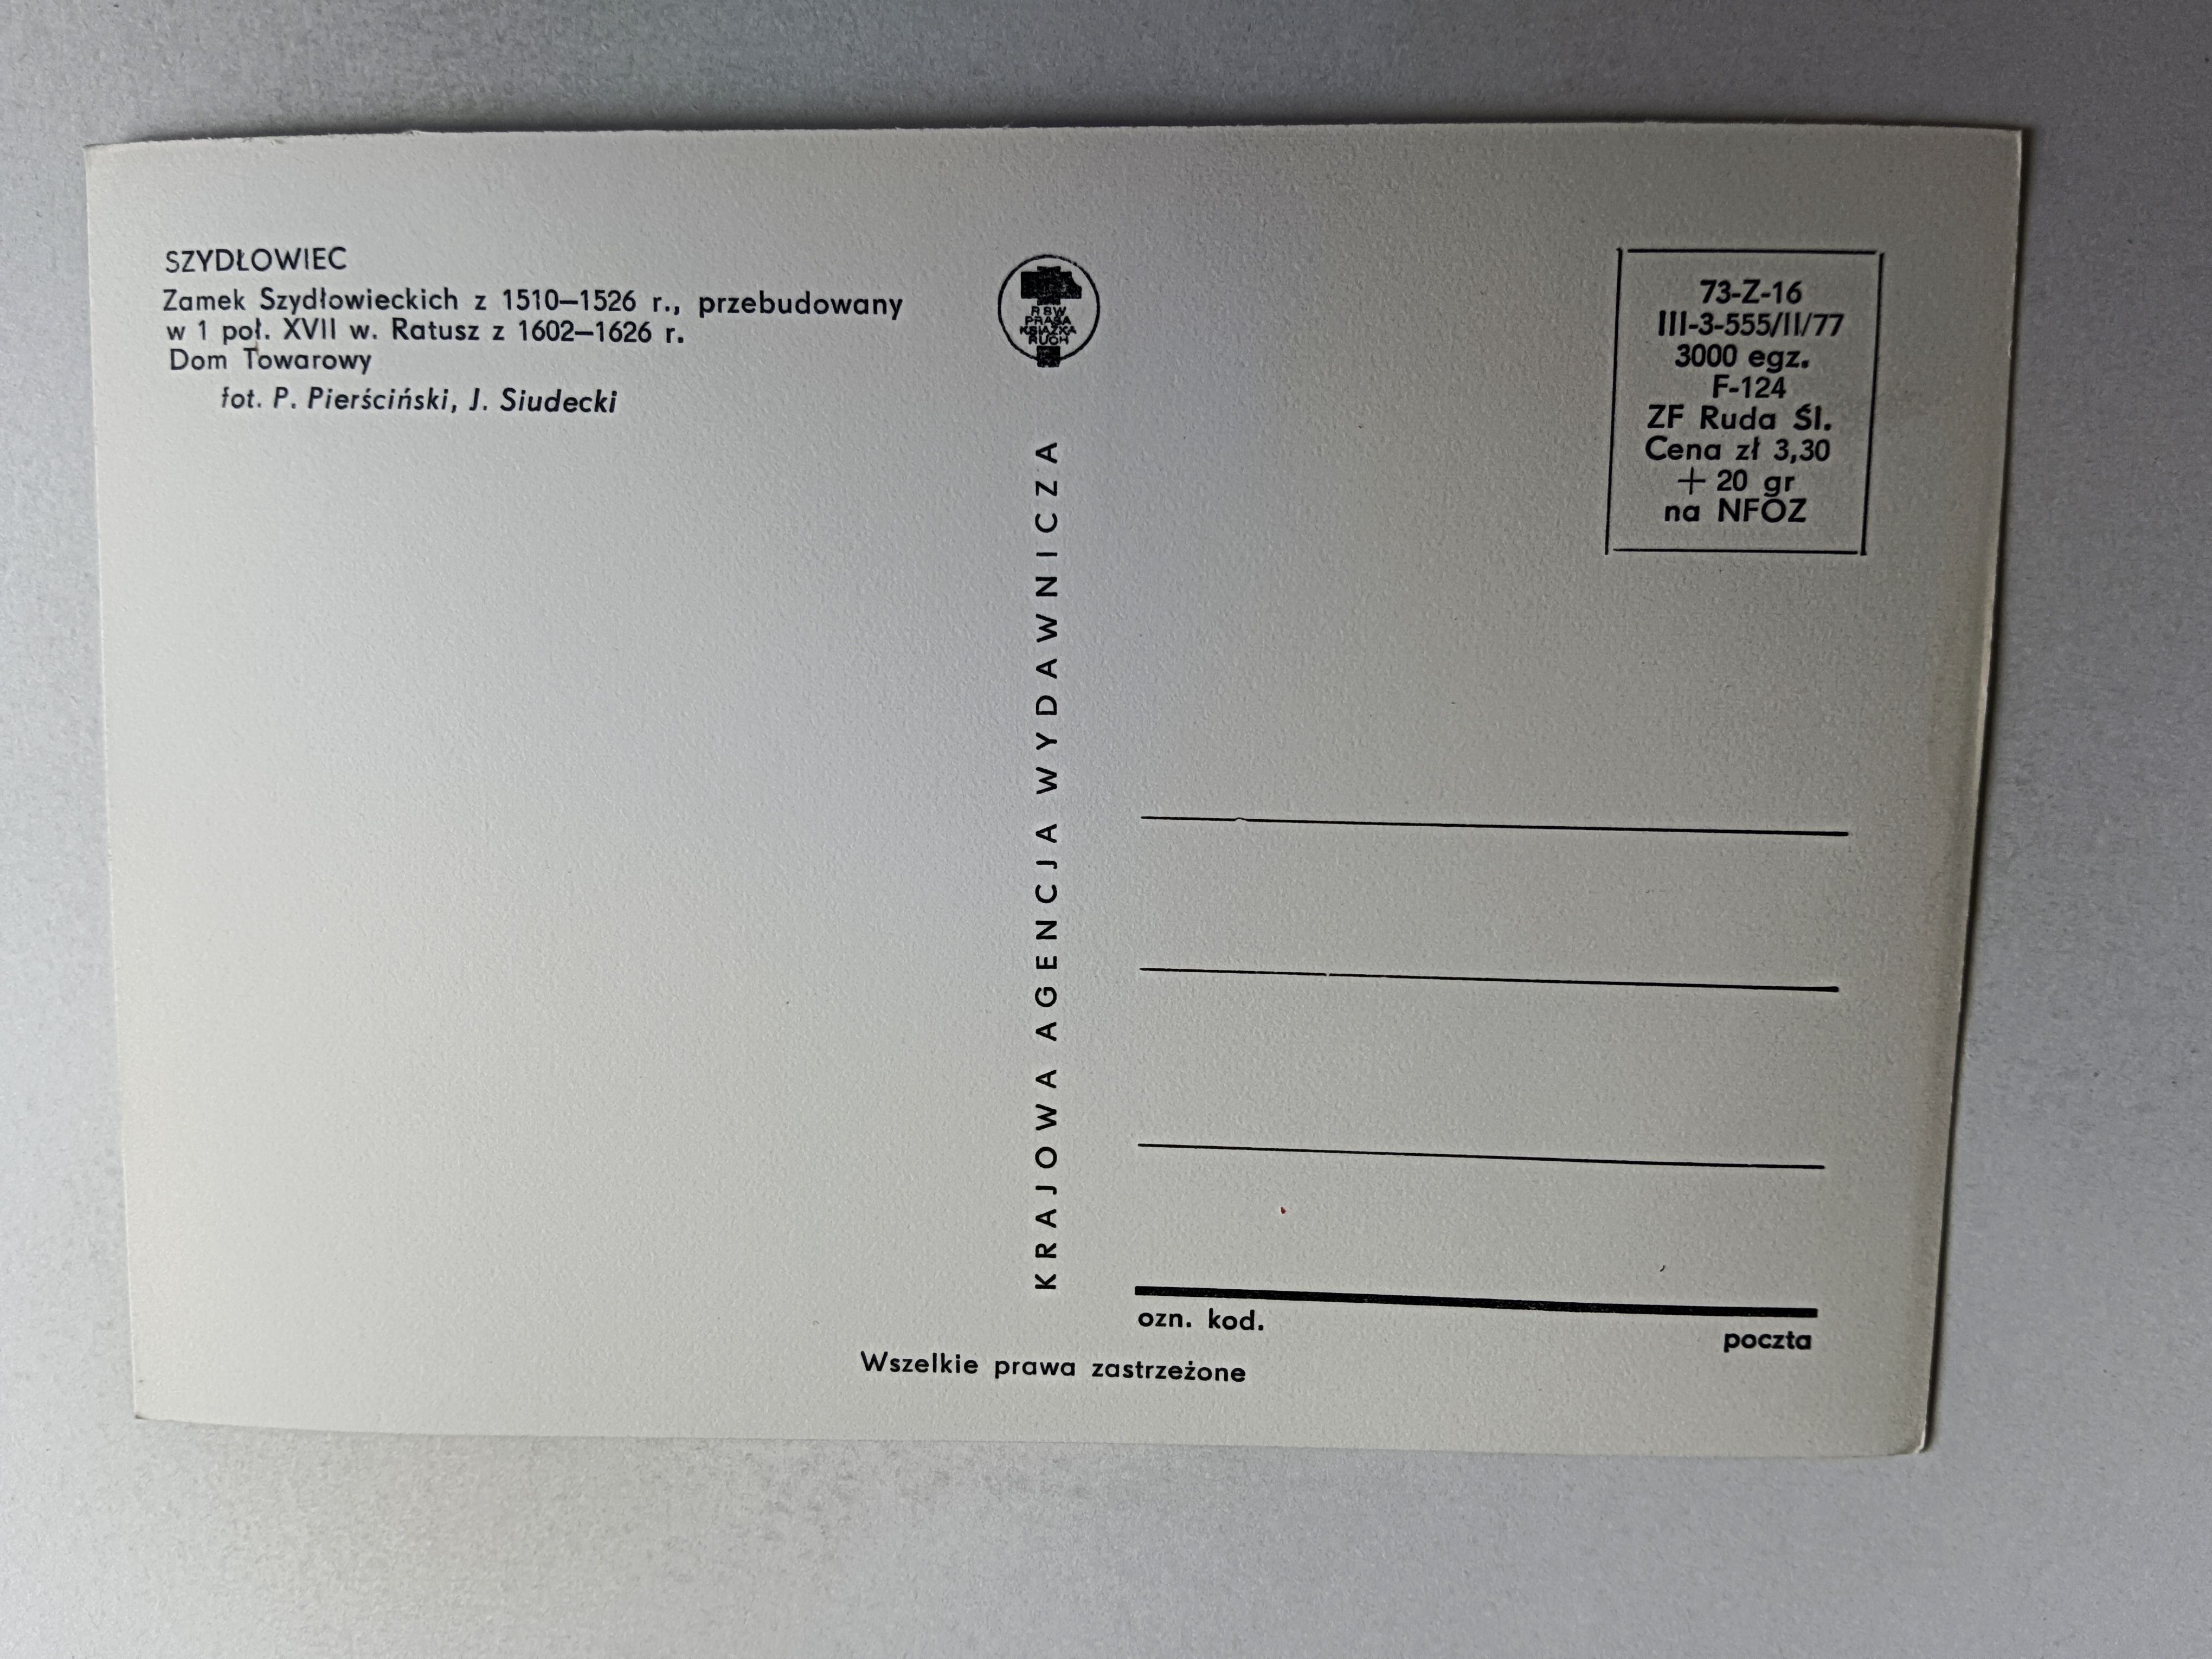 SZYDŁOWIEC
Zamek Szydłowieckich z 1510–1526 r., przebudowany
w 1 poł. XVII w. Ratusz z 1602–1626 r.
Dom Towarowy
fot. P. Pierściński, J. Siudecki
RSW
PRASA
KSIĄŻKA
RUCH
KRAJOWA AGENCJA WYDAWNICZA
73-Z-16
III-3-555/II/77
3000 egz.
F-124
ZF Ruda Śl.
Cena zł 3,30
+ 20 gr
na NFOZ
ozn. kod.
poczta
Wszelkie prawa zastrzeżone